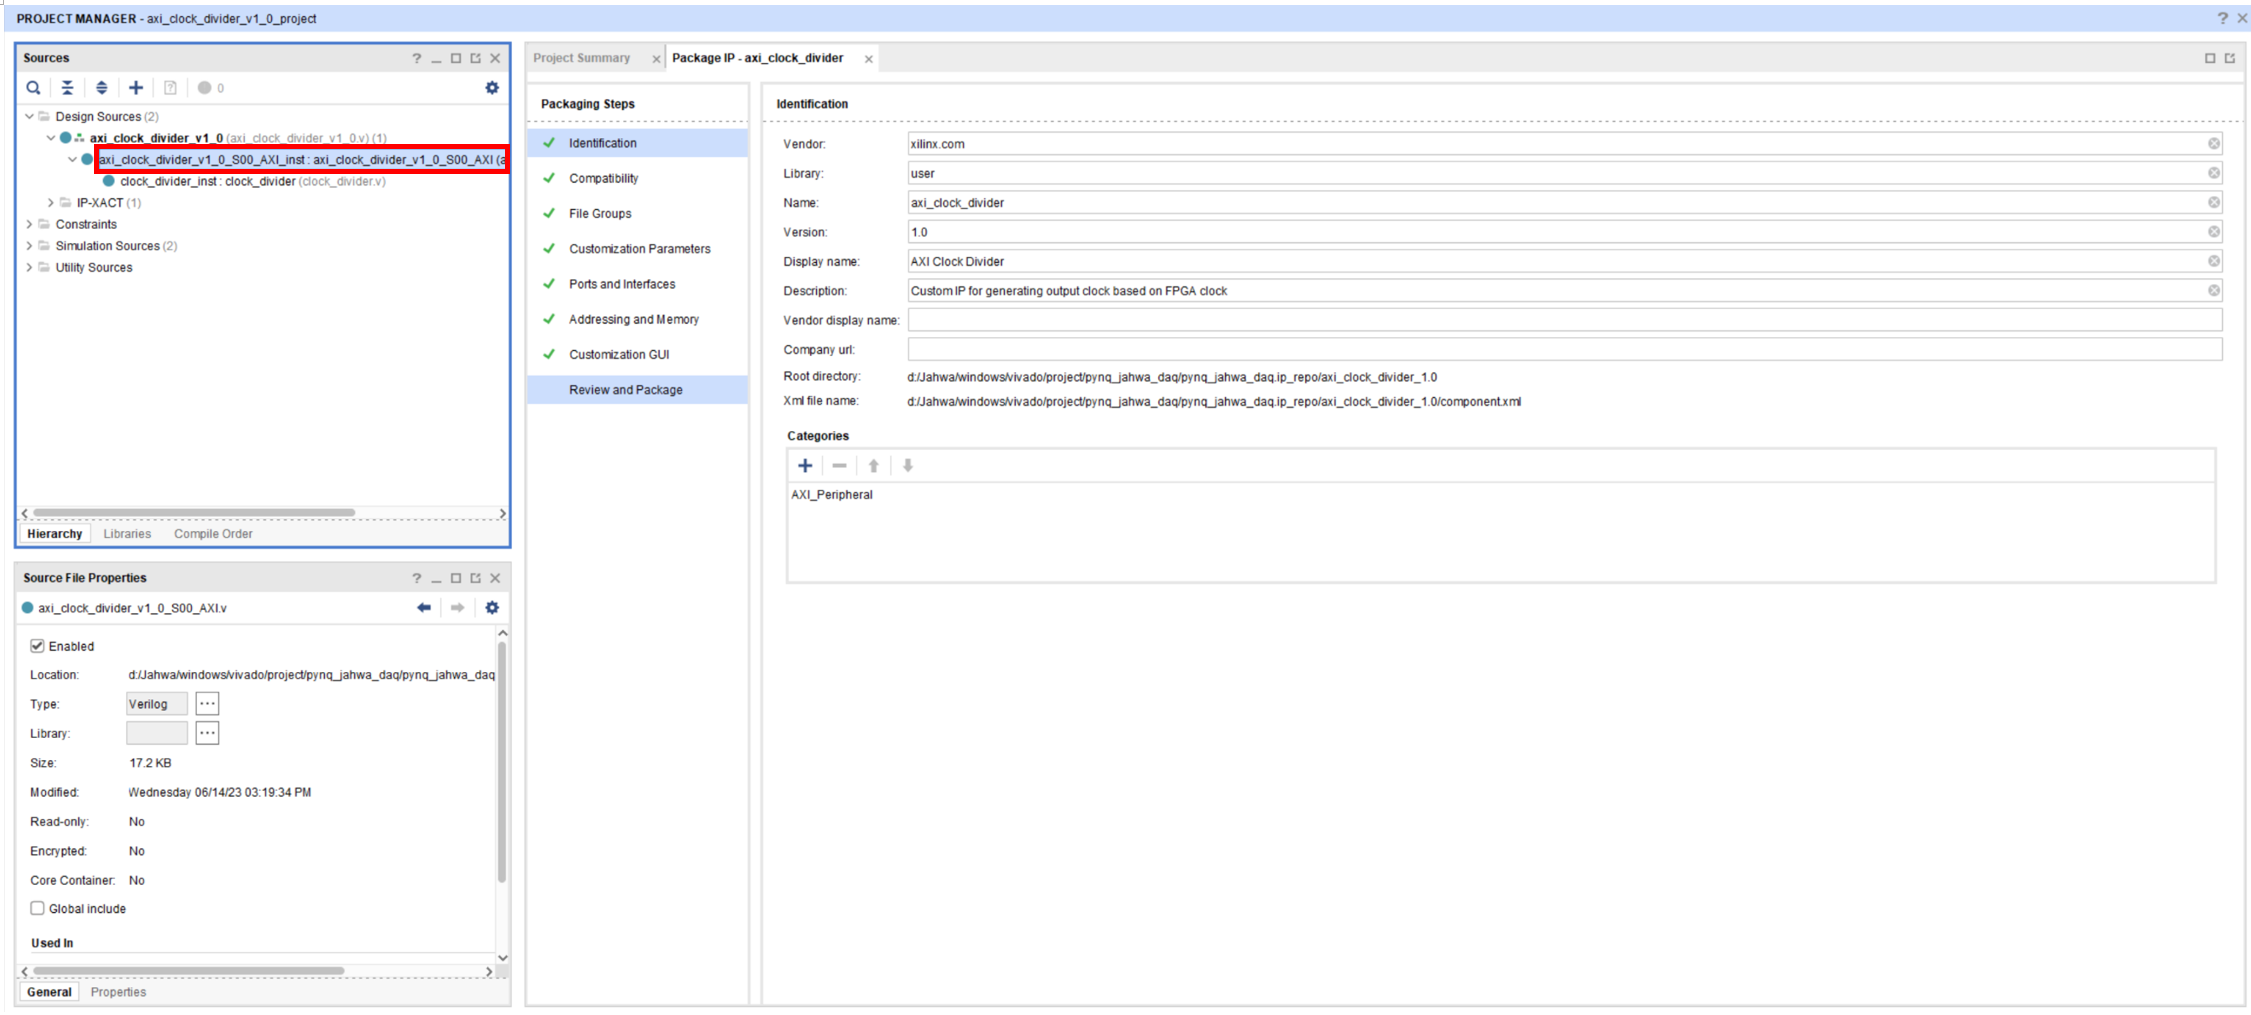 PROJECT MANAGER - axi_clock_divider_v1_0_project
Sources
0
Design Sources (2)
axi_clock_divider_v1_0 (axi_clock_divider_v1_0.v) (1)
axi_clock_divider_v1_0_S00_AXI_inst : axi_clock_divider_v1_0_S00_AXI (a
clock_divider_inst : clock_divider (clock_divider.v)
IP-XACT (1)
Constraints
Simulation Sources (2)
Utility Sources
Hierarchy Libraries Compile Order
Source File Properties
axi_clock_divider_v1_0_S00_AXI.v
Enabled
Location: d:/Jahwa/windows/vivado/project/pynq_jahwa_daq/pynq_jahwa_daq
Type: Verilog ...
Library: ...
Size: 17.2 KB
Modified: Wednesday 06/14/23 03:19:34 PM
Read-only: No
Encrypted: No
Core Container: No
Global include
Used In
General Properties
Project Summary Package IP - axi_clock_divider
Packaging Steps
Identification
Compatibility
File Groups
Customization Parameters
Ports and Interfaces
Addressing and Memory
Customization GUI
Review and Package
Identification
Vendor: xilinx.com
Library: user
Name: axi_clock_divider
Version: 1.0
Display name: AXI Clock Divider
Description: Custom IP for generating output clock based on FPGA clock
Vendor display name:
Company url:
Root directory: d:/Jahwa/windows/vivado/project/pynq_jahwa_daq/pynq_jahwa_daq.ip_repo/axi_clock_divider_1.0
Xml file name: d:/Jahwa/windows/vivado/project/pynq_jahwa_daq/pynq_jahwa_daq.ip_repo/axi_clock_divider_1.0/component.xml
Categories
AXI_Peripheral